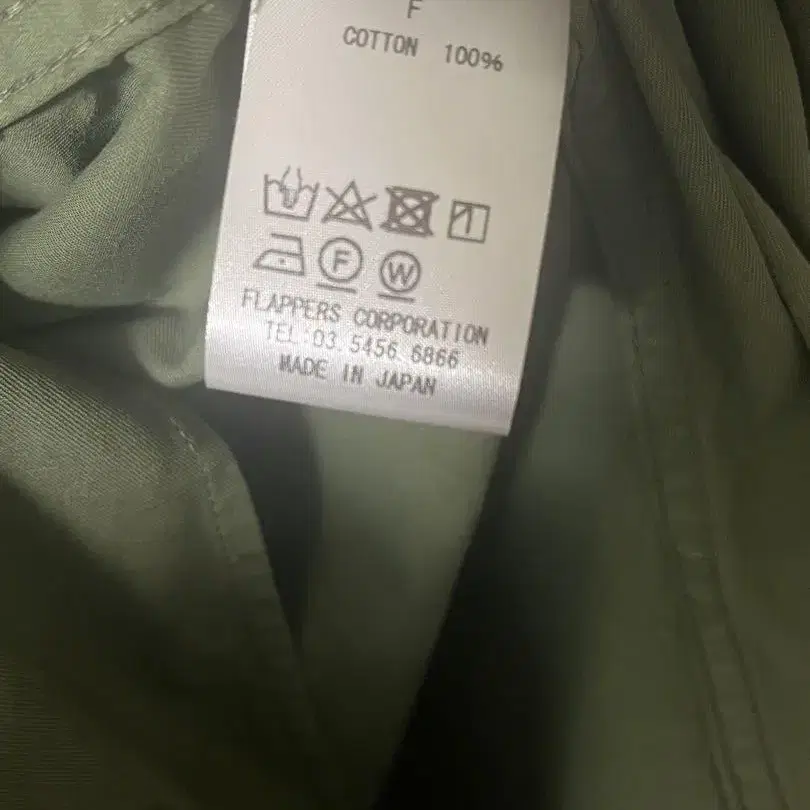 F
COTTON 100%
F W
FLAPPERS CORPORATION
TEL:03.5456.6866
MADE IN JAPAN